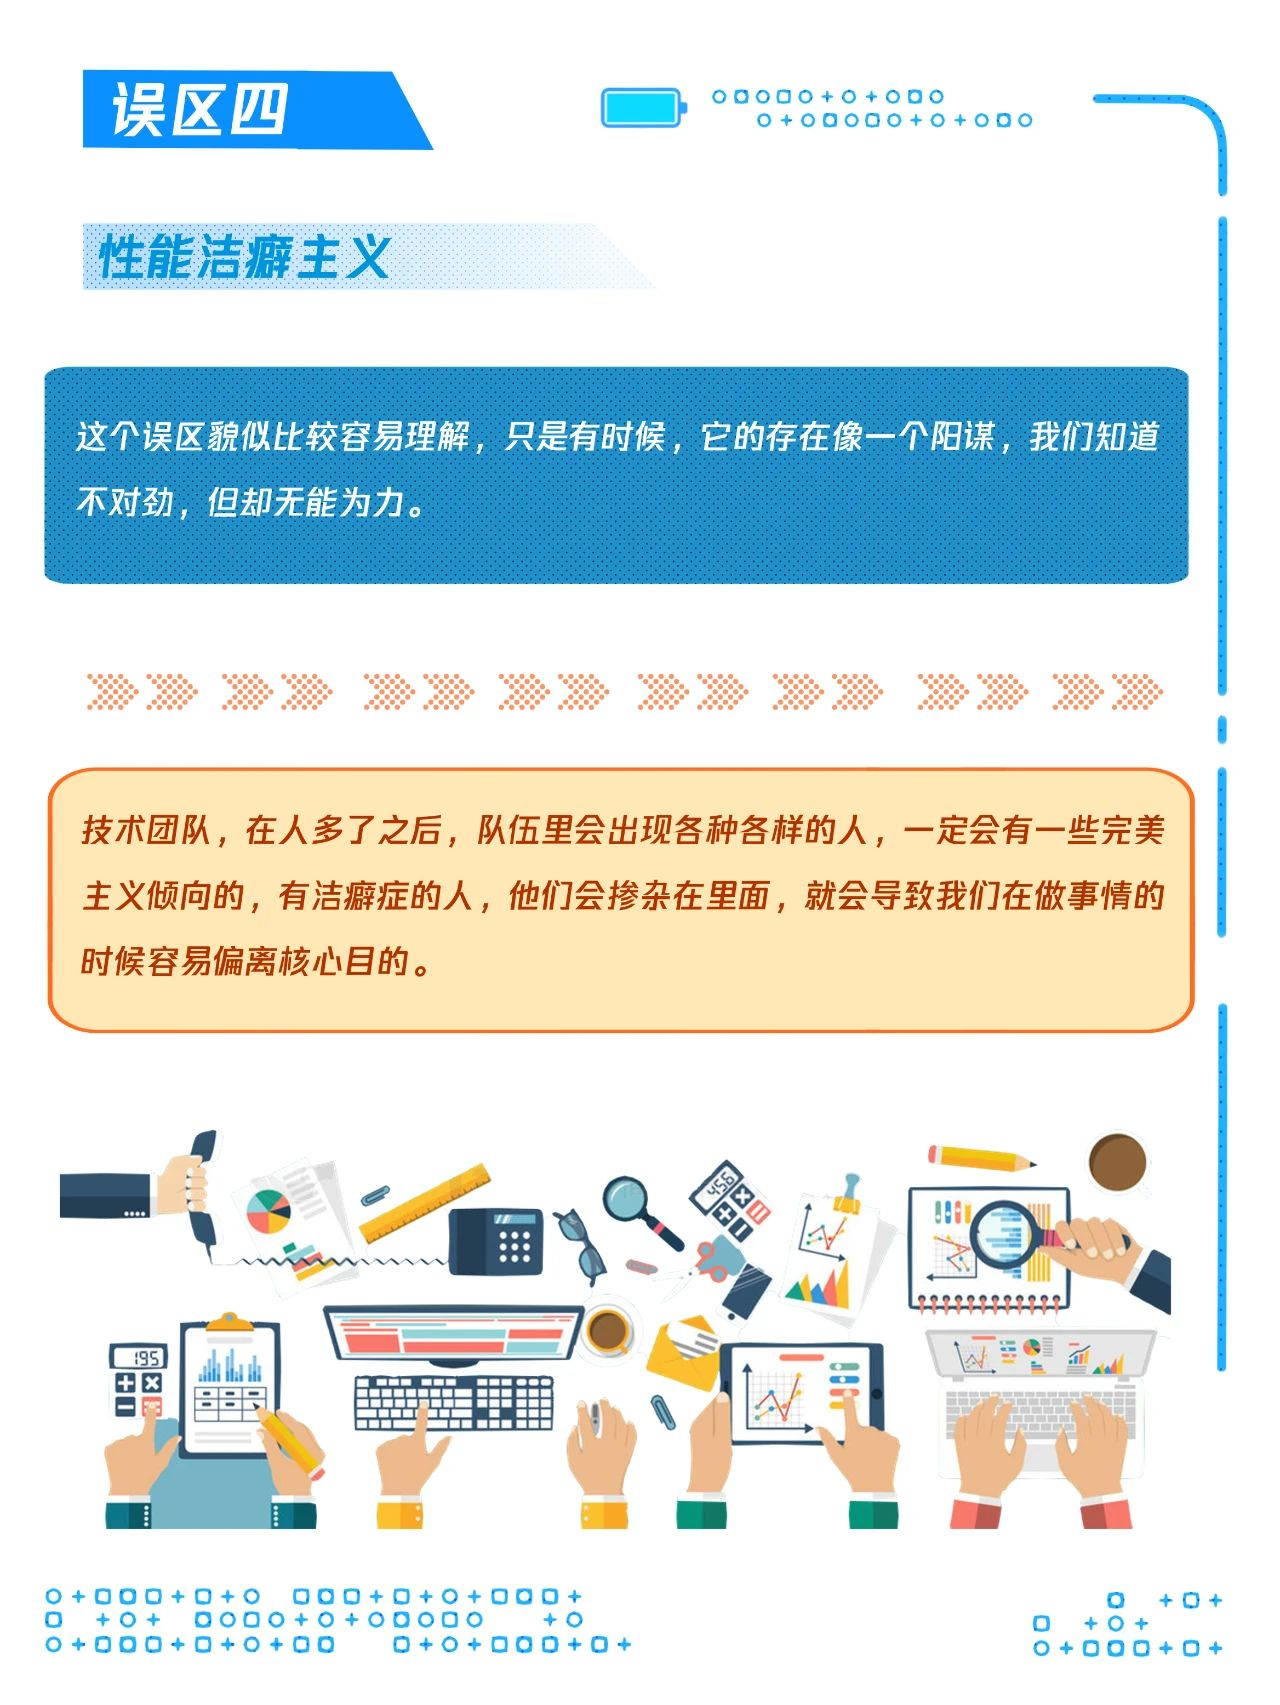 误区四
性能洁癖主义
这个误区貌似比较容易理解，只是有时候，它的存在像一个阳谋，我们知道
不对劲，但却无能为力。
技术团队，在人多了之后，队伍里会出现各种各样的人，一定会有一些完美
主义倾向的，有洁癖症的人，他们会掺杂在里面，就会导致我们在做事情的
时候容易偏离核心目的。
456
195